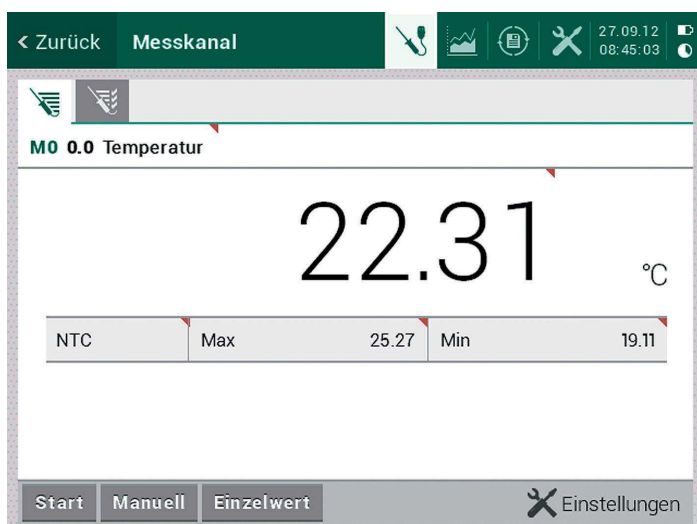 < Zurück Messkanal 27.09.12
08:45:03
M0 0.0 Temperatur
22.31 °C
NTC Max 25.27 Min 19.11
Start Manuell Einzelwert Einstellungen